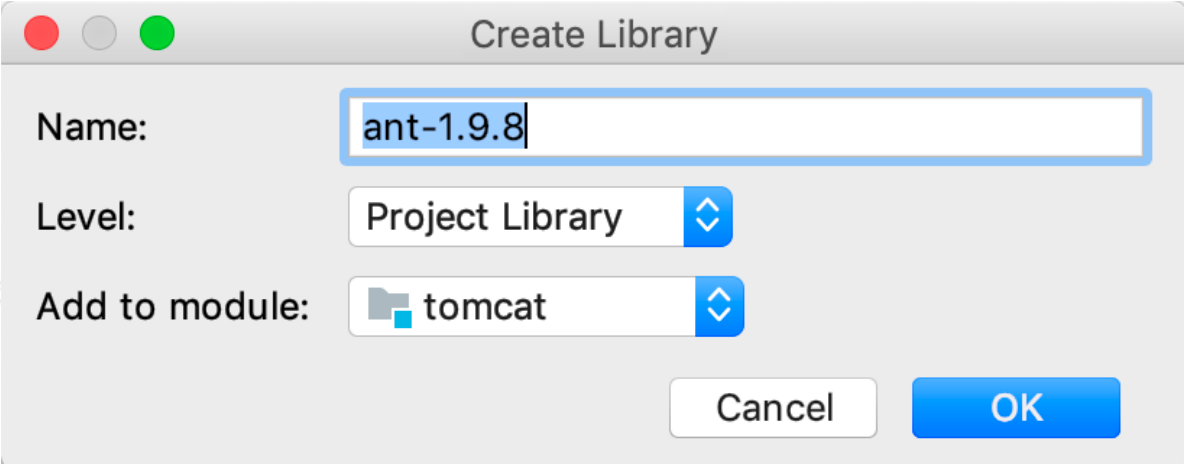 Create Library
Name: ant-1.9.8
Level: Project Library
Add to module: tomcat
Cancel OK